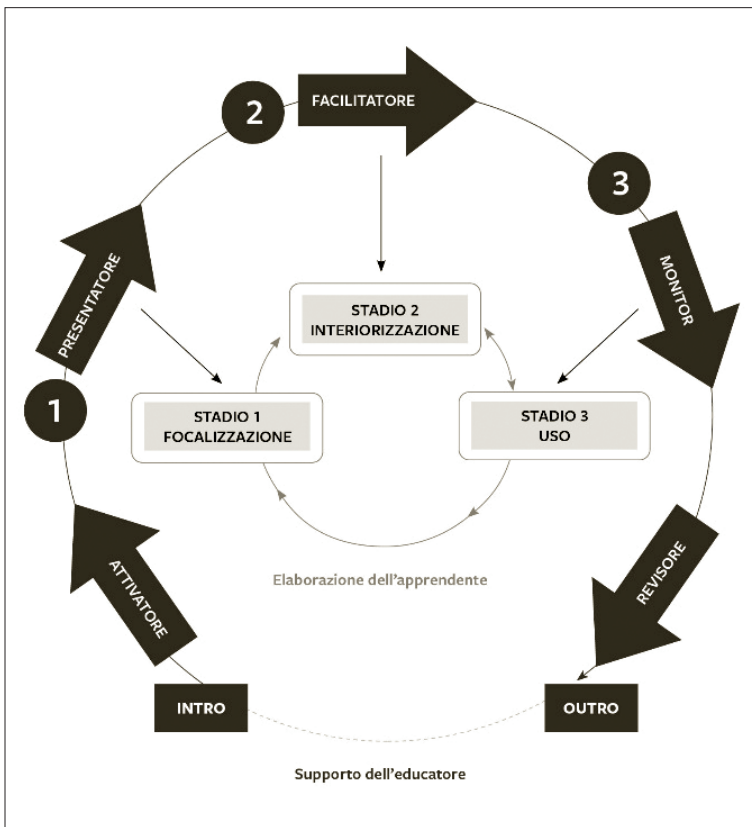 2
FACILITATORE
3
PRESENTATORE
MONITOR
STADIO 2
INTERIORIZZAZIONE
1
STADIO 1
FOCALIZZAZIONE
STADIO 3
USO
ATTIVATORE
Elaborazione dell'apprendente
REVISORE
INTRO
OUTRO
Supporto dell'educatore